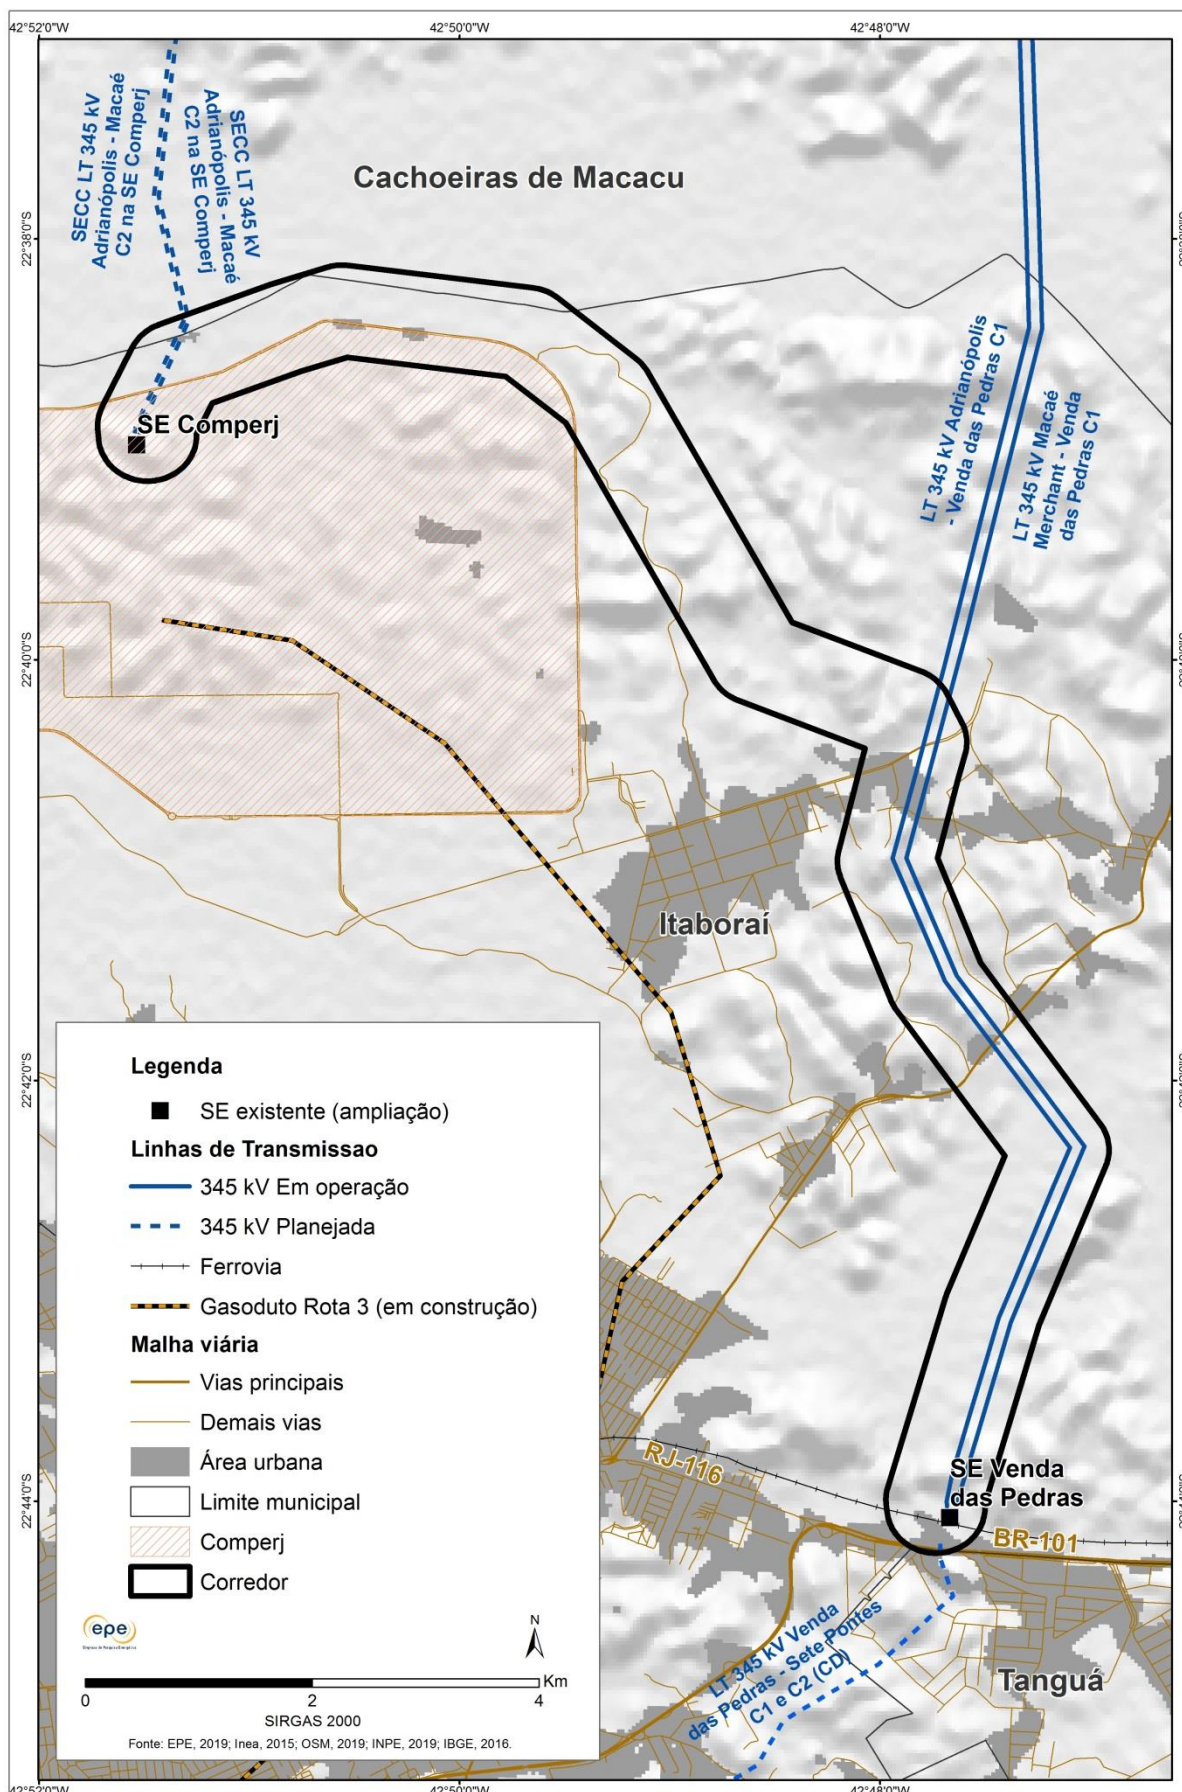 42°52'0"W
42°50'0"W
42°48'0"W
SECC LT 345 kV
Adrianópolis - Macaé
C2 na SE Comperj
SECC LT 345 kV
Adrianópolis - Macaé
C2 na SE Comperj
Cachoeiras de Macacu
22°38'0"S
LT 345 kV Adrianópolis
- Venda das Pedras C1
LT 345 kV Macaé
Merchant - Venda
das Pedras C1
SE Comperj
22°40'0"S
Itaboraí
22°42'0"S
Legenda
SE existente (ampliação)
Linhas de Transmissao
345 kV Em operação
345 kV Planejada
Ferrovia
Gasoduto Rota 3 (em construção)
Malha viária
Vias principais
Demais vias
Área urbana
Limite municipal
Comperj
Corredor
epe
Empresa de Pesquisa Energética
N
0
2
4
Km
SIRGAS 2000
Fonte: EPE, 2019; Inea, 2015; OSM, 2019; INPE, 2019; IBGE, 2016.
22°44'0"S
RJ-116
SE Venda
das Pedras
BR-101
LT 345 kV Venda
das Pedras - Sete Pontes
C1 e C2 (CD)
Tanguá
42°52'0"W
42°50'0"W
42°48'0"W